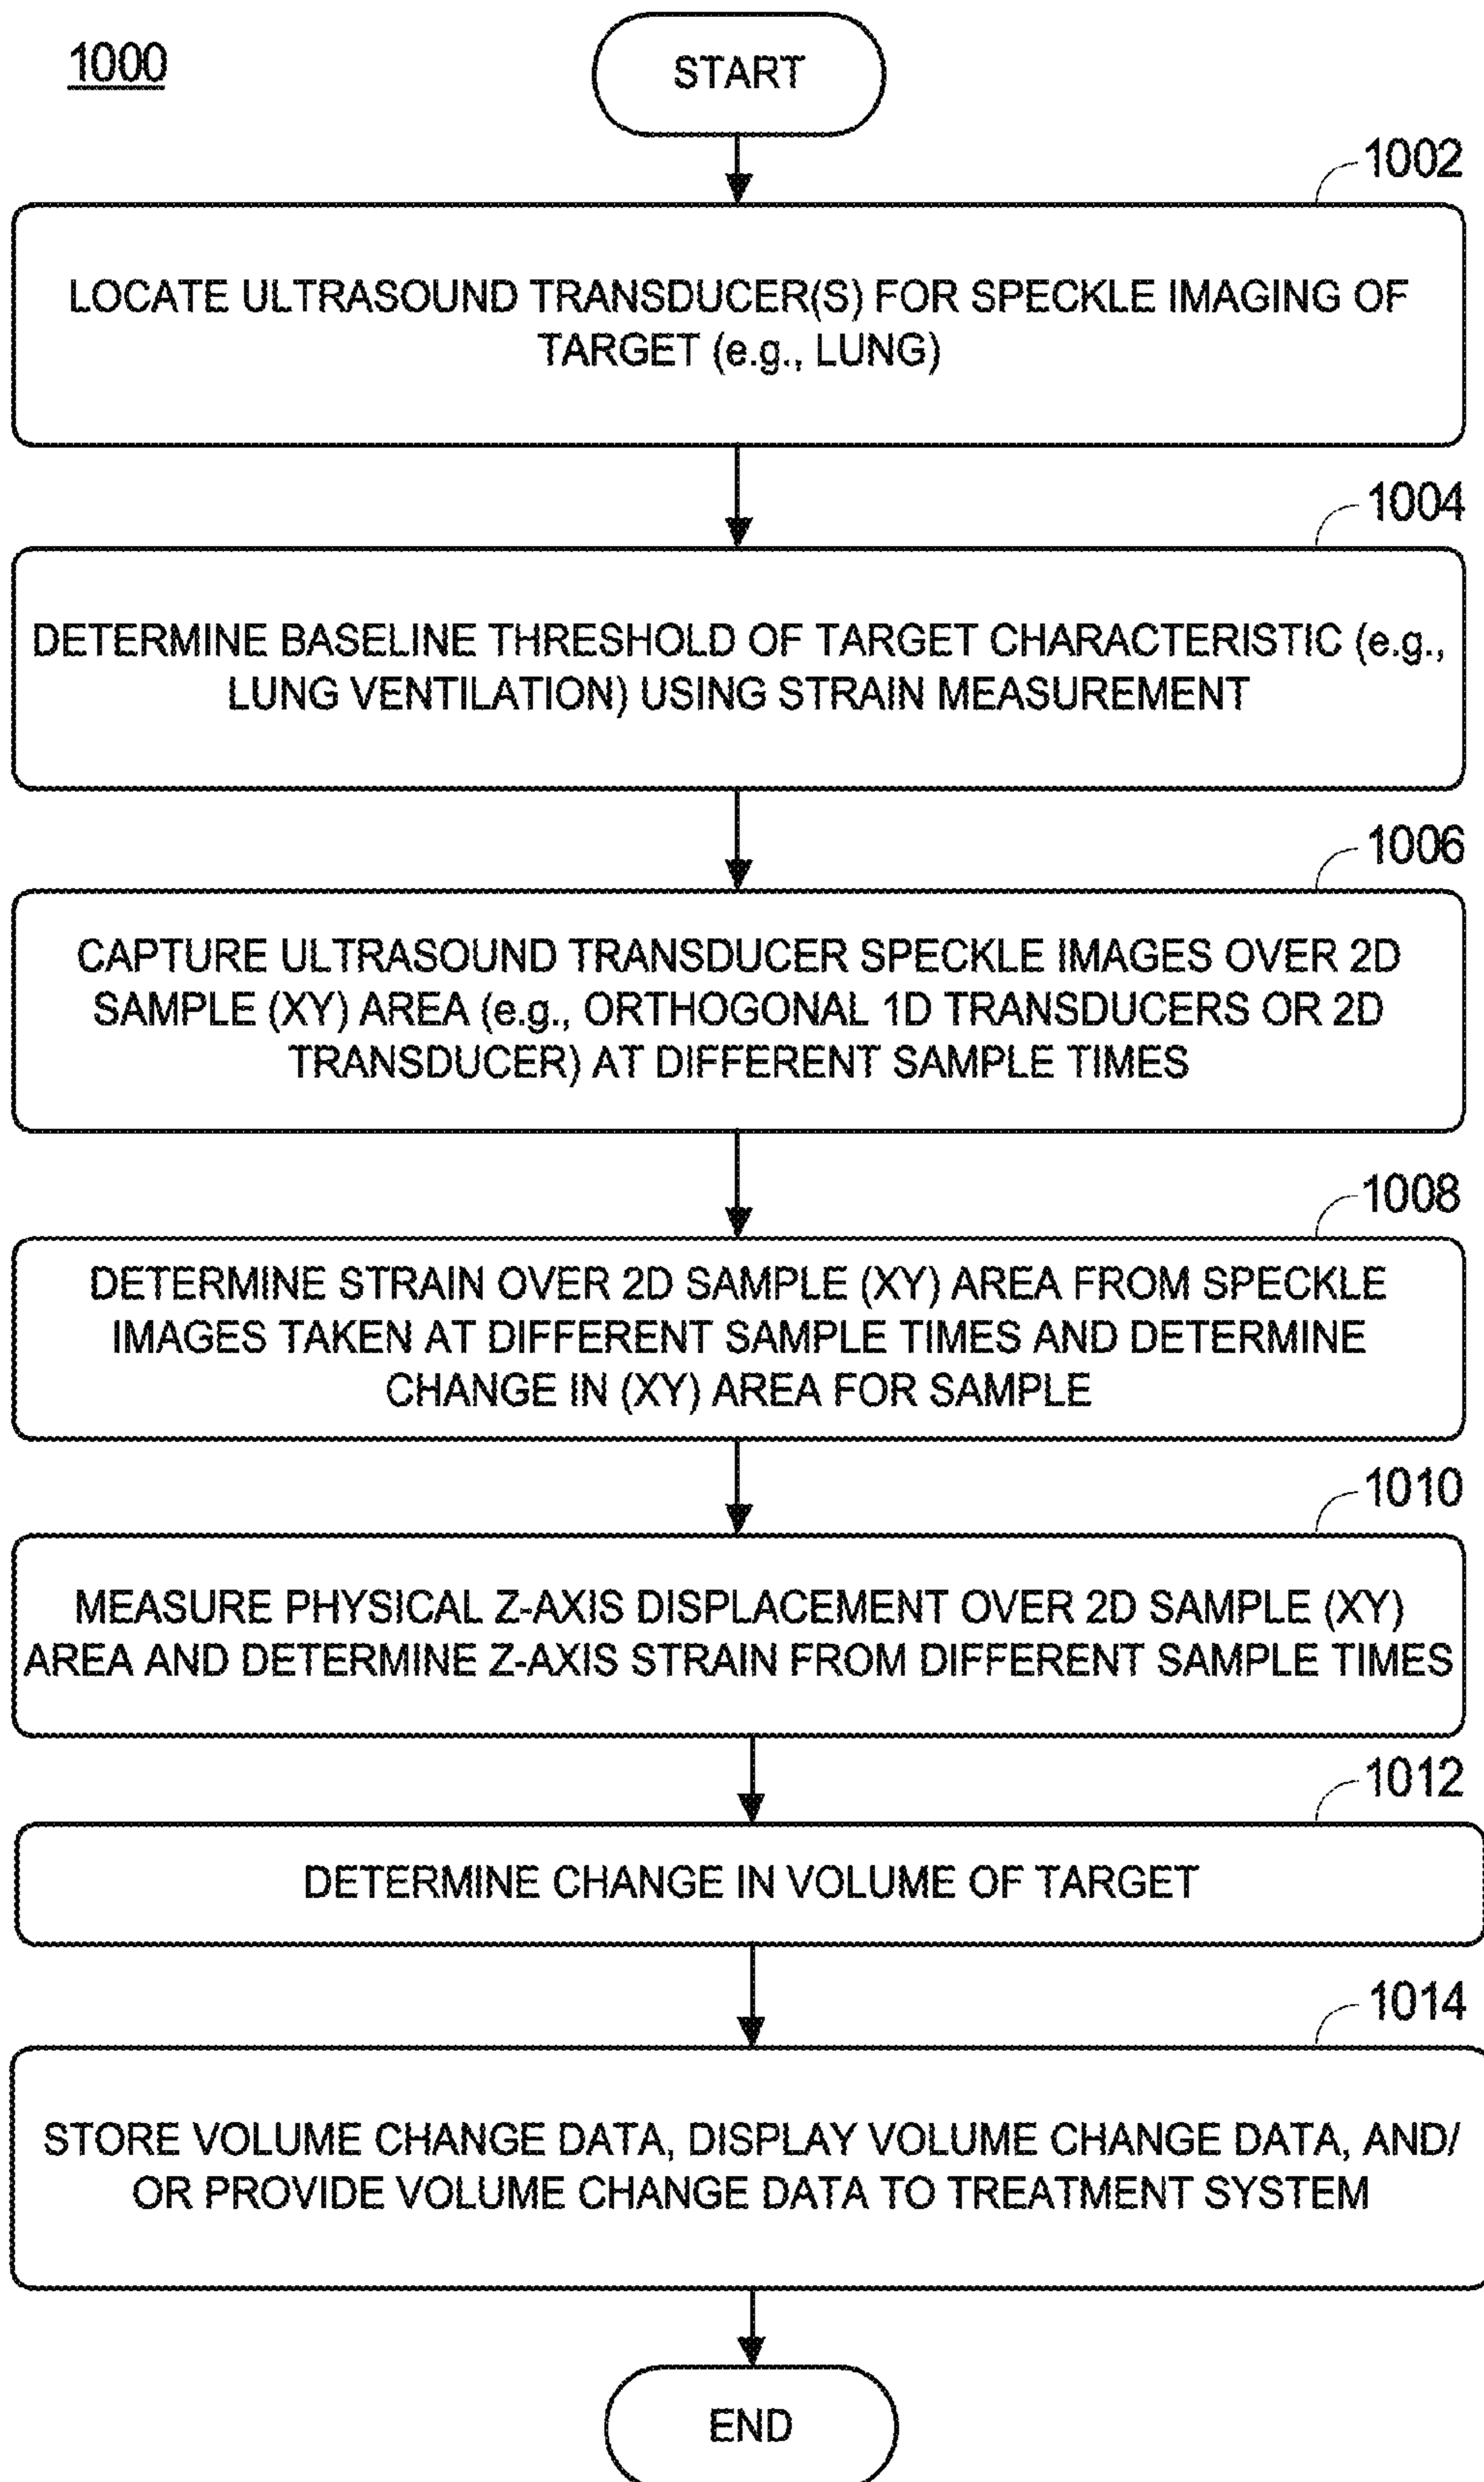 1000
START
1002
LOCATE ULTRASOUND TRANSDUCER(S) FOR SPECKLE IMAGING OF
TARGET (e.g., LUNG)
1004
DETERMINE BASELINE THRESHOLD OF TARGET CHARACTERISTIC (e.g.,
LUNG VENTILATION) USING STRAIN MEASUREMENT
1006
CAPTURE ULTRASOUND TRANSDUCER SPECKLE IMAGES OVER 2D
SAMPLE (XY) AREA (e.g., ORTHOGONAL 1D TRANSDUCERS OR 2D
TRANSDUCER) AT DIFFERENT SAMPLE TIMES
1008
DETERMINE STRAIN OVER 2D SAMPLE (XY) AREA FROM SPECKLE
IMAGES TAKEN AT DIFFERENT SAMPLE TIMES AND DETERMINE
CHANGE IN (XY) AREA FOR SAMPLE
1010
MEASURE PHYSICAL Z-AXIS DISPLACEMENT OVER 2D SAMPLE (XY)
AREA AND DETERMINE Z-AXIS STRAIN FROM DIFFERENT SAMPLE TIMES
1012
DETERMINE CHANGE IN VOLUME OF TARGET
1014
STORE VOLUME CHANGE DATA, DISPLAY VOLUME CHANGE DATA, AND/
OR PROVIDE VOLUME CHANGE DATA TO TREATMENT SYSTEM
END